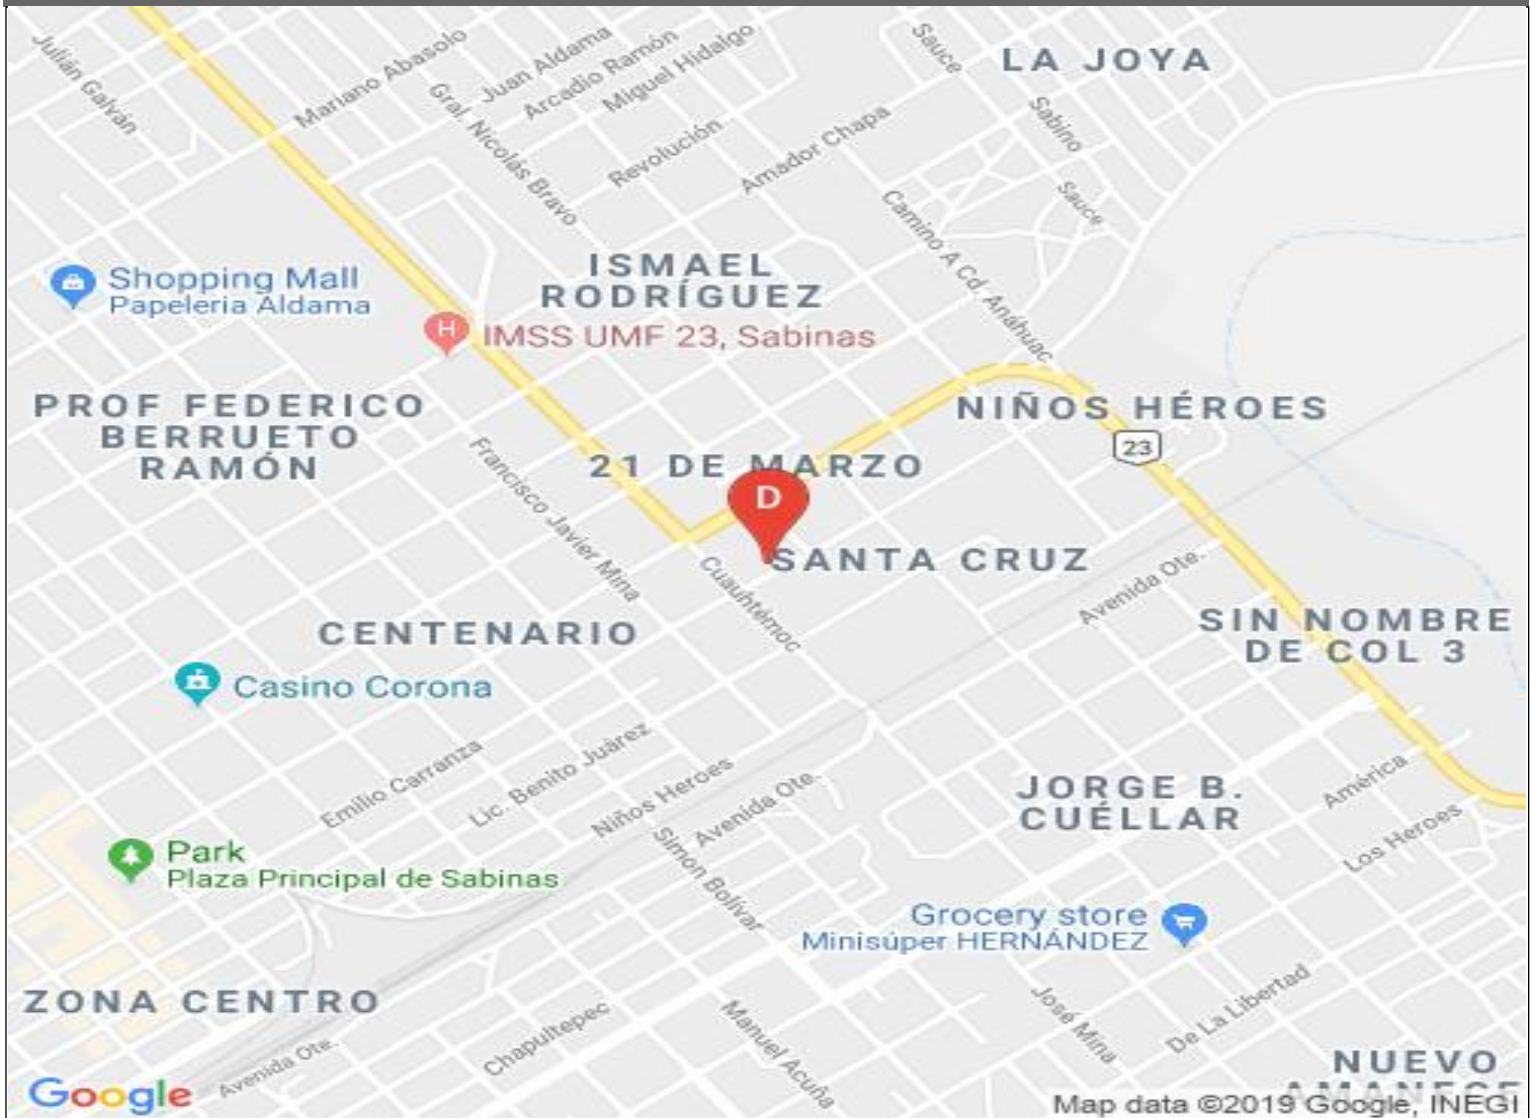 Julián Galván
Mariano Abasolo
Juan Aldama
Arcadio Ramón
Miguel Hidalgo
Sauce
LA JOYA
Gral. Nicolás Bravo
Revolución
Amador Chapa
Sabino
Sauce
Camino A Cd. Anáhuac
Shopping Mall
Papeleria Aldama
ISMAEL
RODRÍGUEZ
H
IMSS UMF 23, Sabinas
PROF FEDERICO
BERRUETO
RAMÓN
NIÑOS HÉROES
23
21 DE MARZO
D
Francisco Javier Mina
SANTA CRUZ
Cuauhtémoc
Avenida Ote.
CENTENARIO
SIN NOMBRE
DE COL 3
Casino Corona
Emilio Carranza
Lic. Benito Juárez
Niños Heroes
Avenida Ote.
JORGE B.
CUÉLLAR
América
Los Heroes
Park
Plaza Principal de Sabinas
Simon Bolívar
Grocery store
Minisúper HERNÁNDEZ
ZONA CENTRO
Avenida Ote.
Chapultepec
Manuel Acuña
José Mina
De La Libertad
NUEVO
AMANECE
Google
Map data ©2019 Google, INEGI